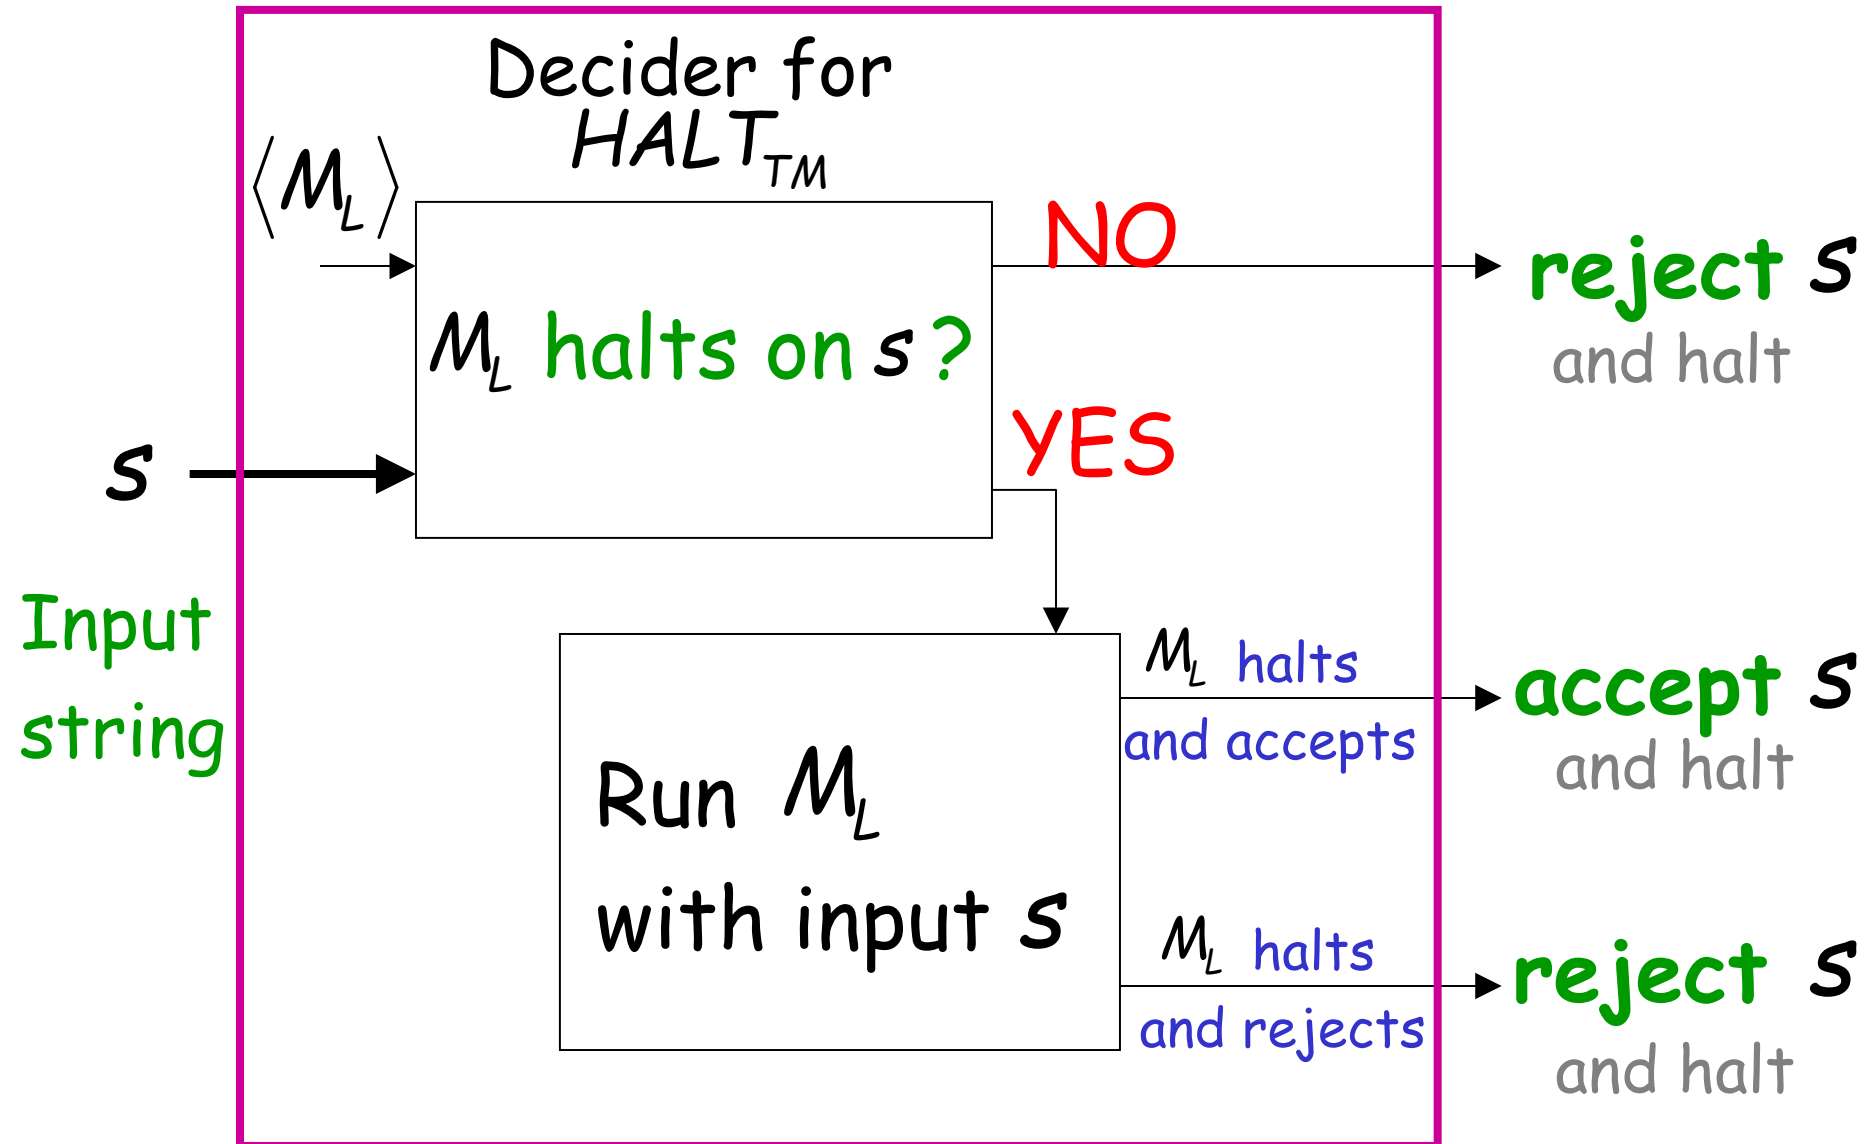 Decider for
HALT_TM
⟨M_L⟩
NO
reject s
and halt
M_L halts on s ?
YES
s
Input
string
M_L halts
and accepts
accept s
and halt
Run M_L
with input s
M_L halts
and rejects
reject s
and halt